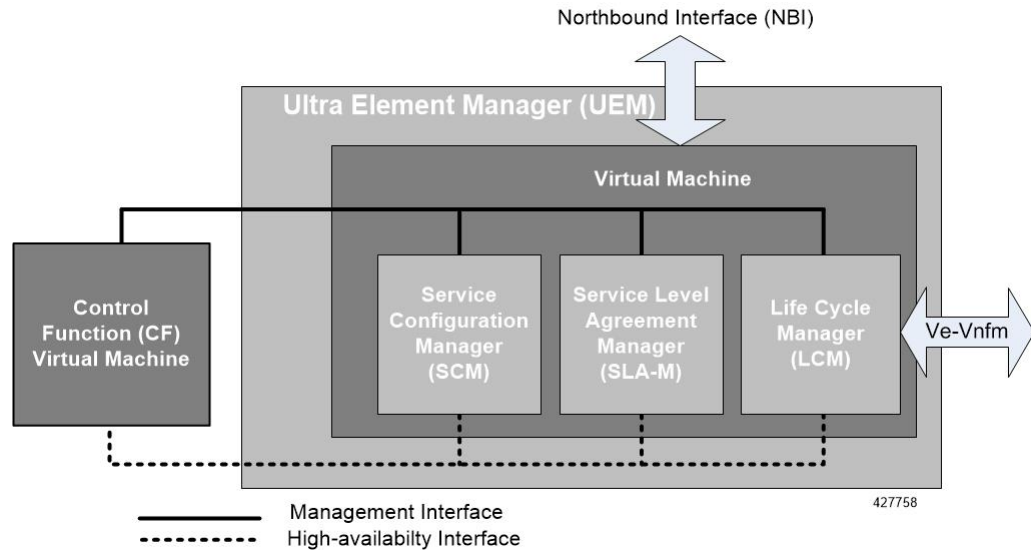 Northbound Interface (NBI)
Ultra Element Manager (UEM)
Virtual Machine
Control
Function (CF)
Virtual Machine
Service
Configuration
Manager
(SCM)
Service Level
Agreement
Manager
(SLA-M)
Life Cycle
Manager
(LCM)
Ve-Vnfm
427758
Management Interface
High-availabilty Interface